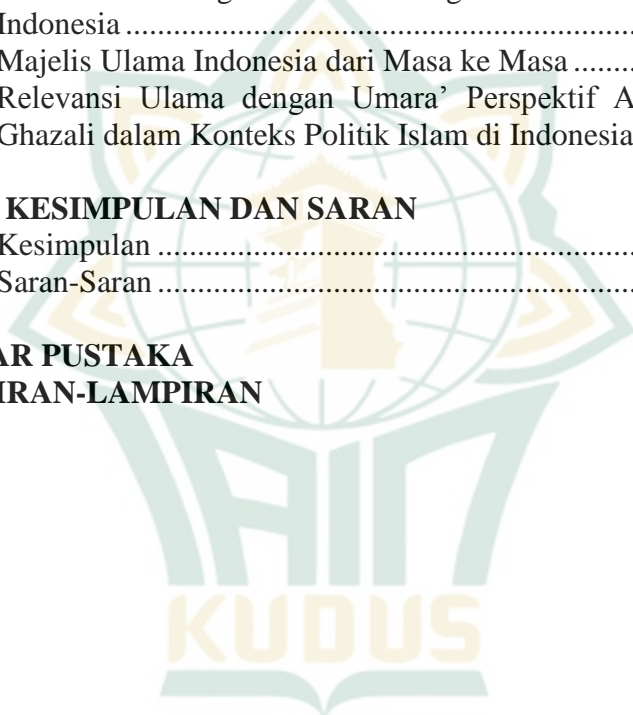 Indonesia ........................................................
Majelis Ulama Indonesia dari Masa ke Masa .........
Relevansi Ulama dengan Umara’ Perspektif A
Ghazali dalam Konteks Politik Islam di Indonesia
KESIMPULAN DAN SARAN
Kesimpulan .....................................................
Saran-Saran .....................................................
AR PUSTAKA
IRAN-LAMPIRAN
IAIN
KUDUS